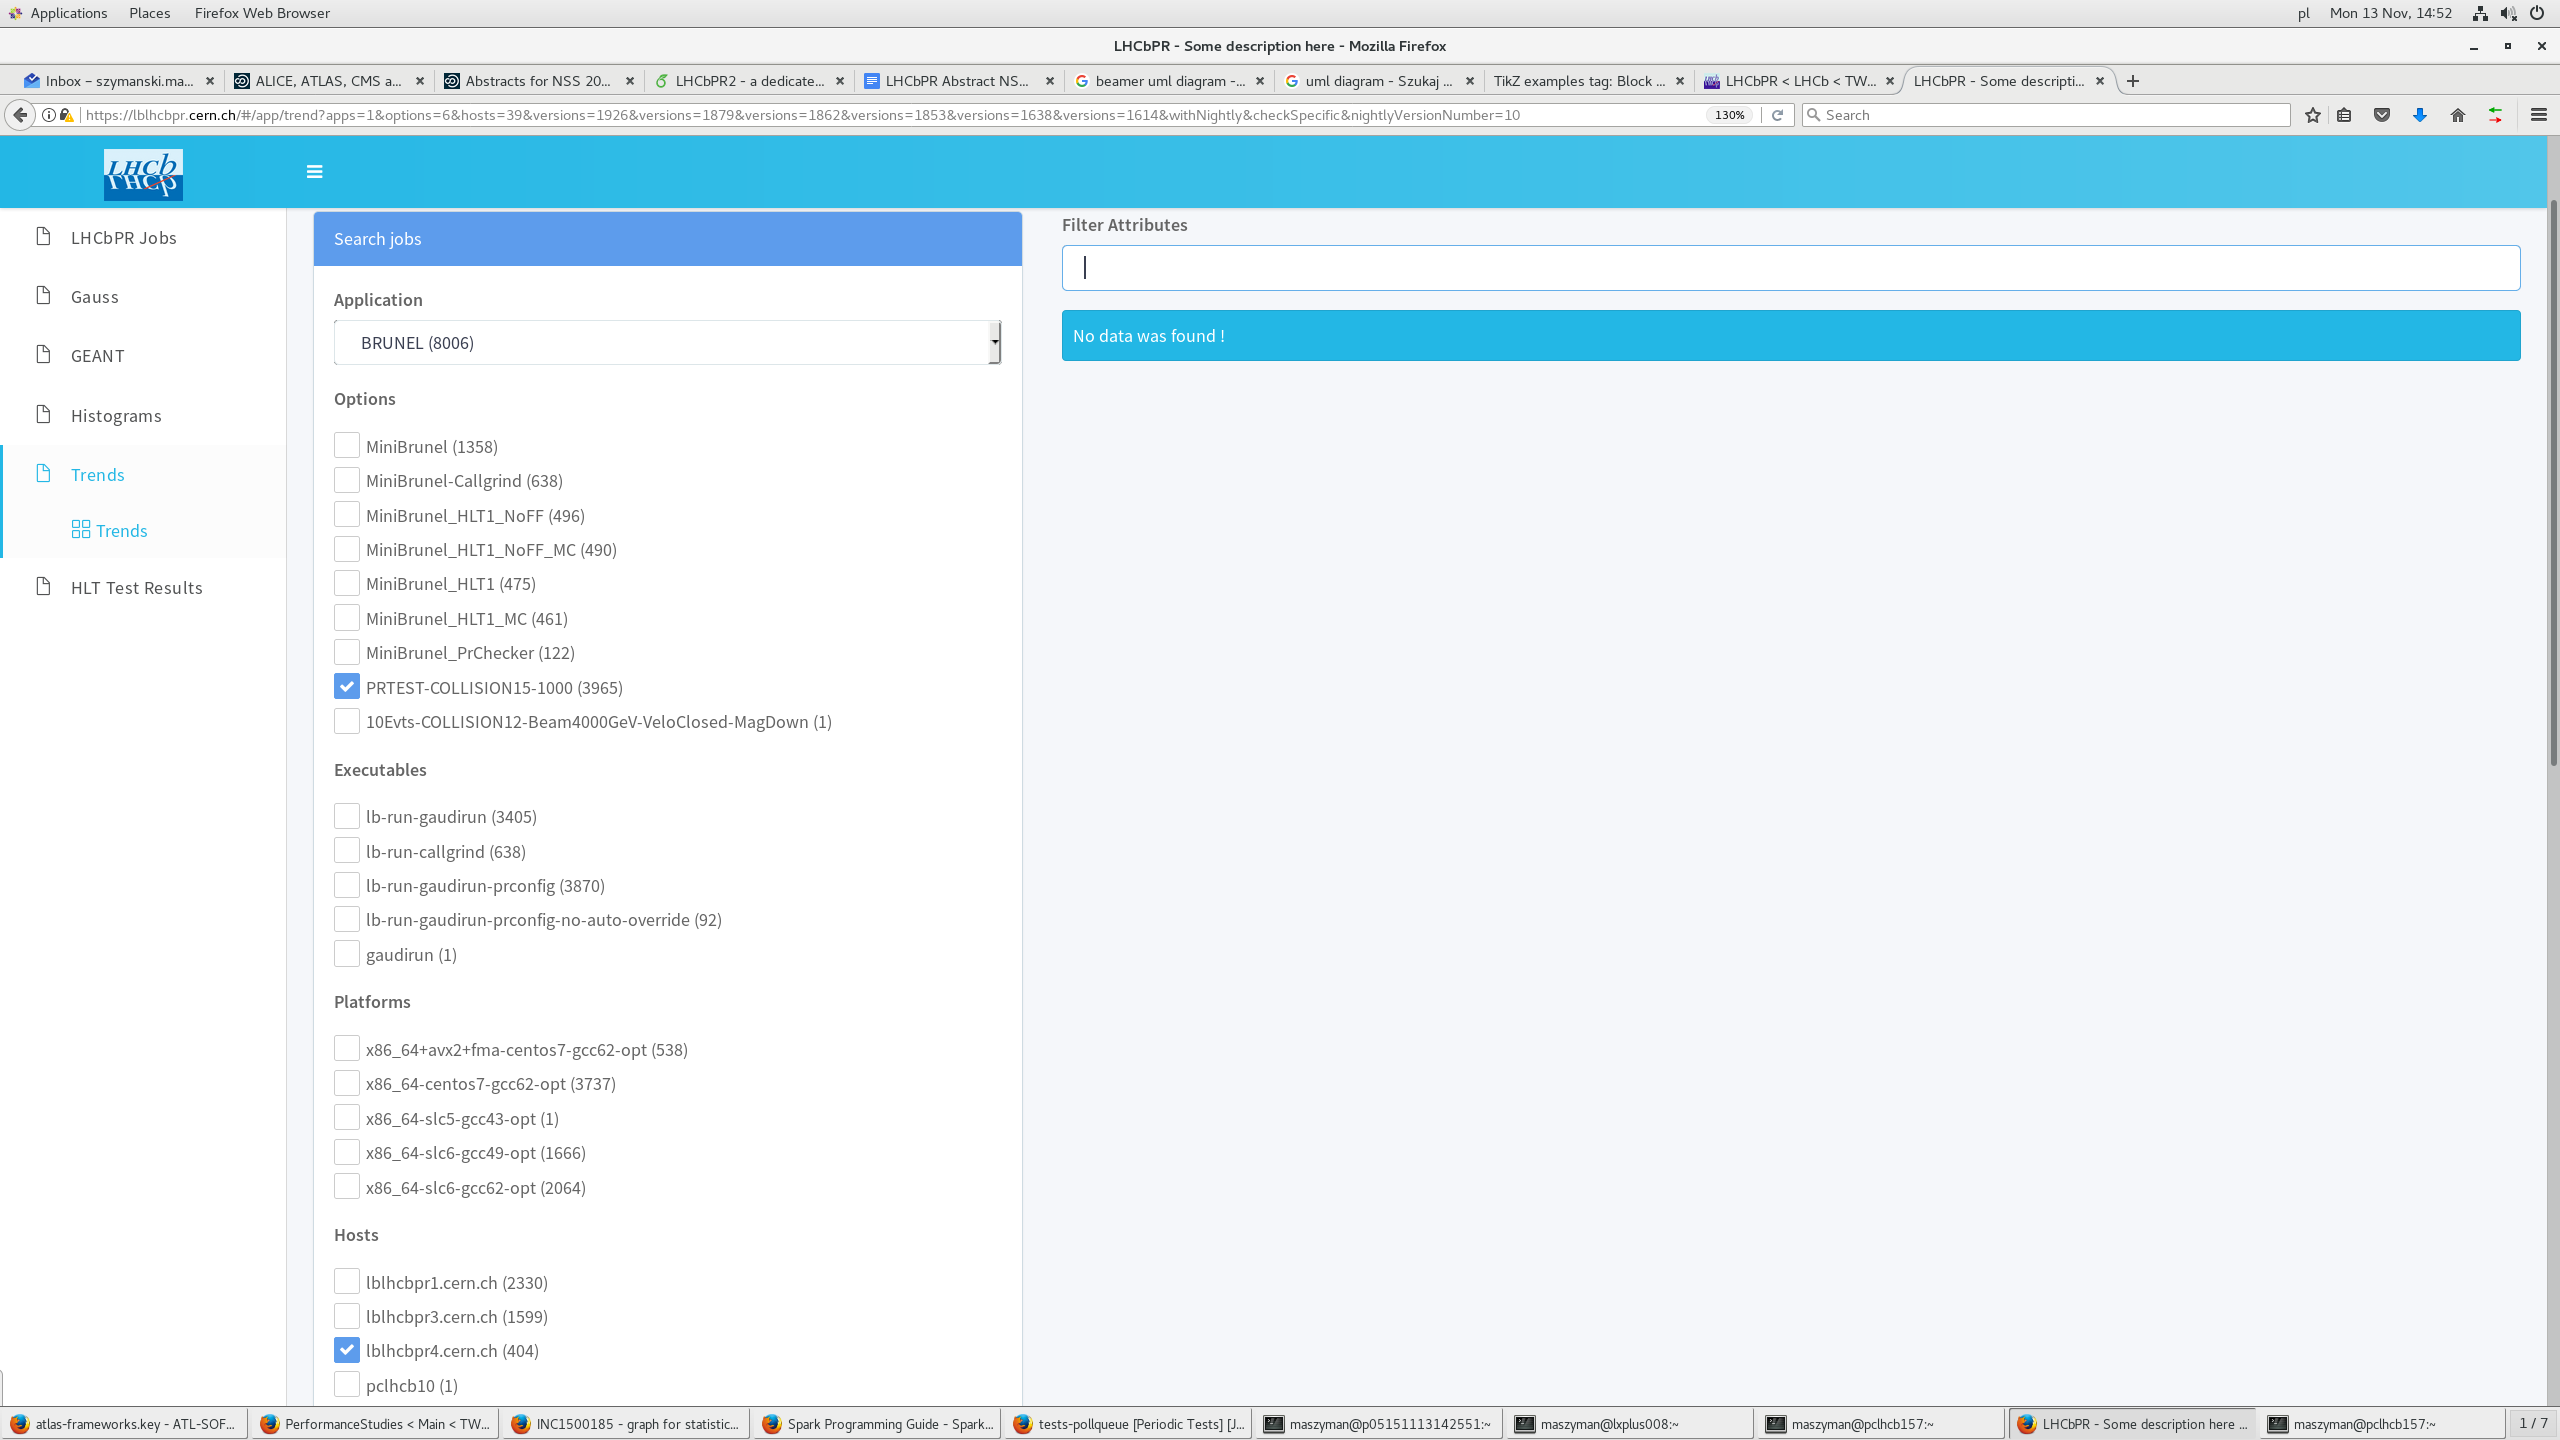 Applications Places Firefox Web Browser pl Mon 13 Nov, 14:52
LHCbPR - Some description here - Mozilla Firefox
Inbox – szymanski.ma... ALICE, ATLAS, CMS a... Abstracts for NSS 20... LHCbPR2 - a dedicate... LHCbPR Abstract NS... beamer uml diagram -... uml diagram - Szukaj ... TikZ examples tag: Block ... LHCbPR < LHCb < TW... LHCbPR - Some descripti...
https://lblhcbpr.cern.ch/#/app/trend?apps=1&options=6&hosts=39&versions=1926&versions=1879&versions=1862&versions=1853&versions=1638&versions=1614&withNightly&checkSpecific&nightlyVersionNumber=10 130% Search
LHCb
LHCb
LHCbPR Jobs
Gauss
GEANT
Histograms
Trends
Trends
HLT Test Results
Search jobs
Application
BRUNEL (8006)
Options
MiniBrunel (1358)
MiniBrunel-Callgrind (638)
MiniBrunel_HLT1_NoFF (496)
MiniBrunel_HLT1_NoFF_MC (490)
MiniBrunel_HLT1 (475)
MiniBrunel_HLT1_MC (461)
MiniBrunel_PrChecker (122)
PRTEST-COLLISION15-1000 (3965)
10Evts-COLLISION12-Beam4000GeV-VeloClosed-MagDown (1)
Executables
lb-run-gaudirun (3405)
lb-run-callgrind (638)
lb-run-gaudirun-prconfig (3870)
lb-run-gaudirun-prconfig-no-auto-override (92)
gaudirun (1)
Platforms
x86_64+avx2+fma-centos7-gcc62-opt (538)
x86_64-centos7-gcc62-opt (3737)
x86_64-slc5-gcc43-opt (1)
x86_64-slc6-gcc49-opt (1666)
x86_64-slc6-gcc62-opt (2064)
Hosts
lblhcbpr1.cern.ch (2330)
lblhcbpr3.cern.ch (1599)
lblhcbpr4.cern.ch (404)
pclhcb10 (1)
Filter Attributes
No data was found !
atlas-frameworks.key - ATL-SOF... PerformanceStudies < Main < TW... INC1500185 - graph for statistic... Spark Programming Guide - Spark... tests-pollqueue [Periodic Tests] [J... maszyman@p05151113142551:~ maszyman@lxplus008:~ maszyman@pclhcb157:~ LHCbPR - Some description here ... maszyman@pclhcb157:~ 1 / 7